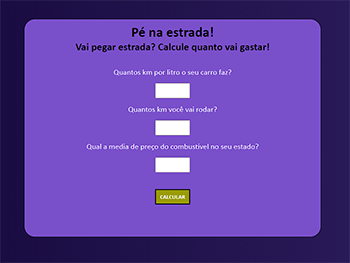 Pé na estrada!
Vai pegar estrada? Calcule quanto vai gastar!
Quantos km por litro o seu carro faz?
Quantos km você vai rodar?
Qual a media de preço do combustível no seu estado?
CALCULAR